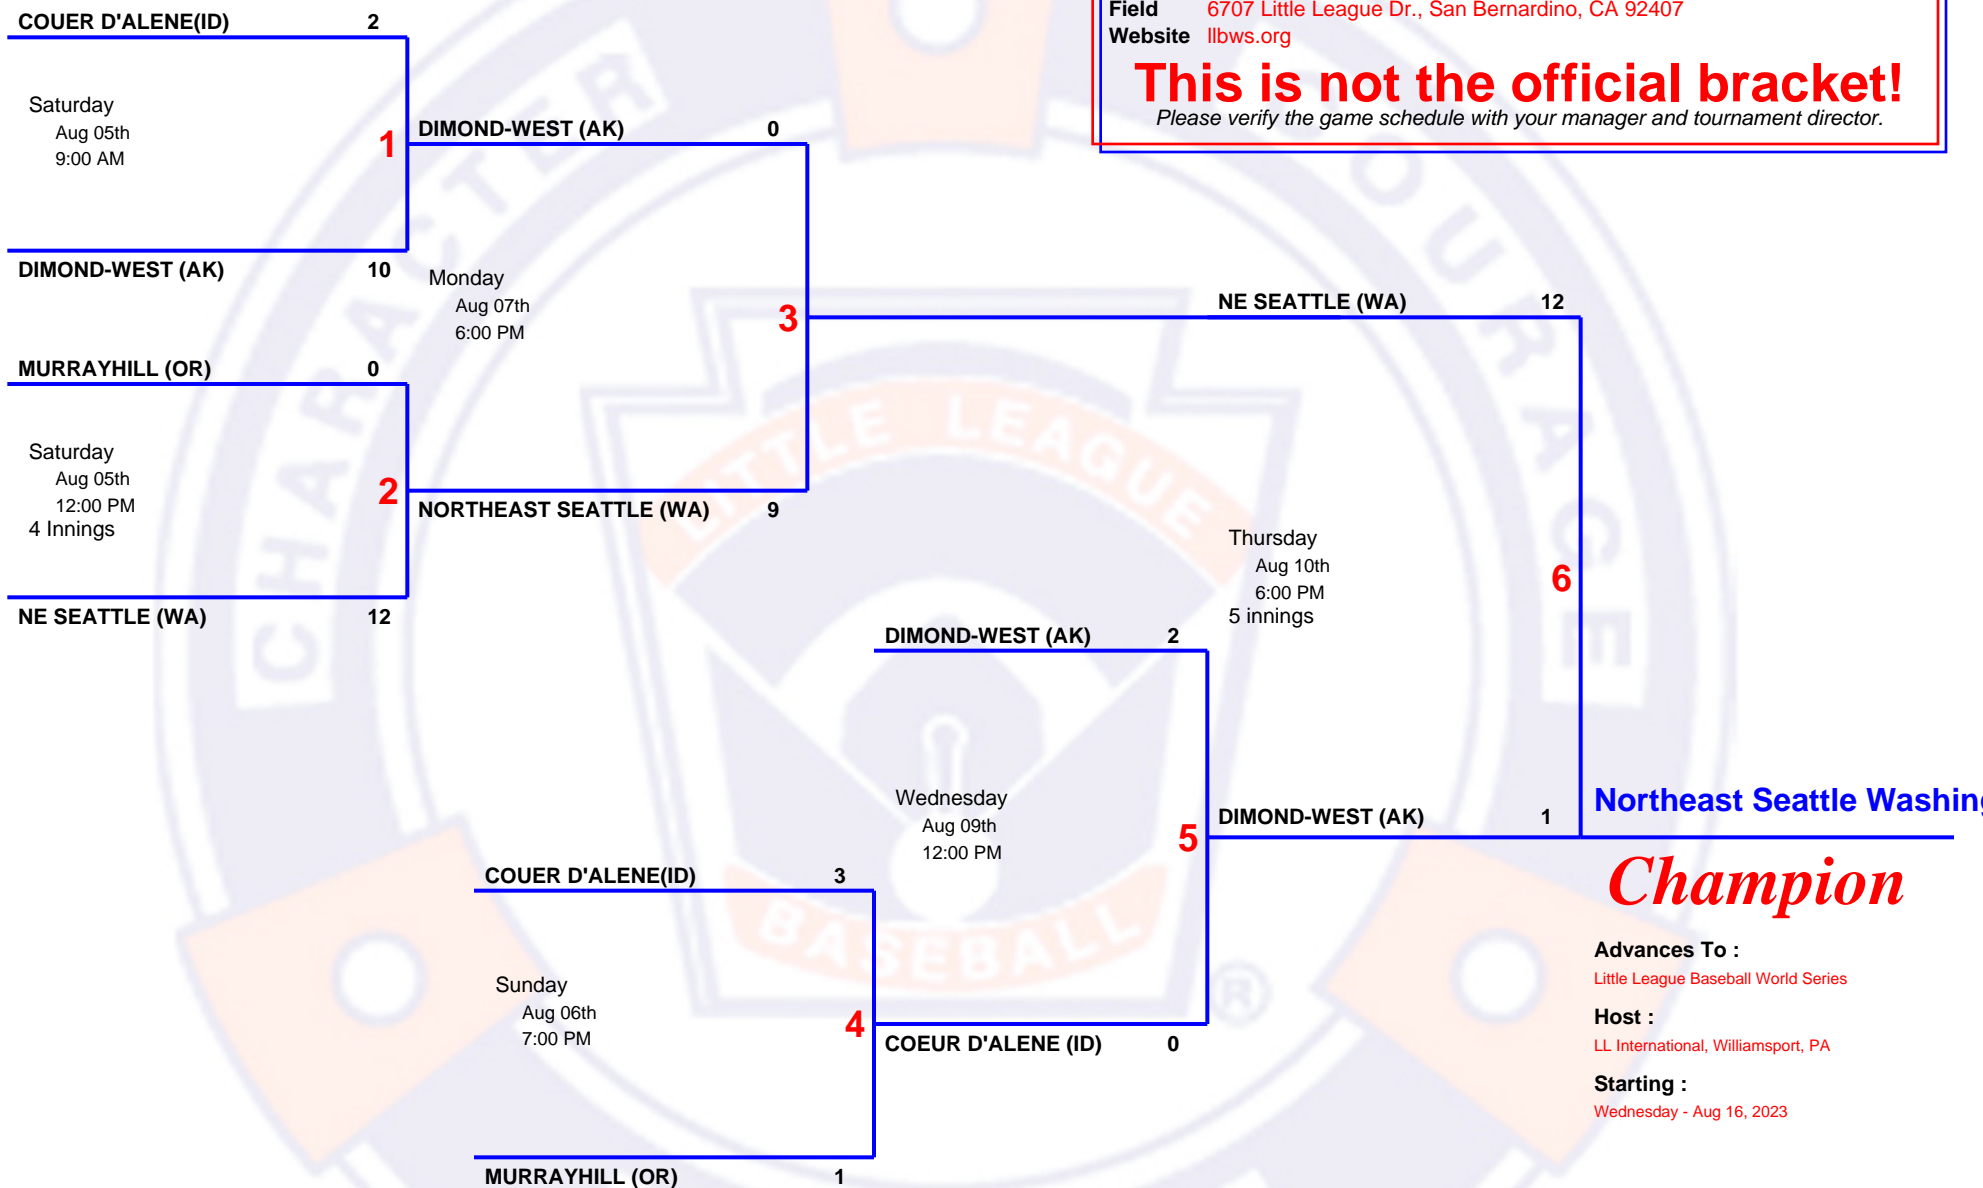 COUER D'ALENE(ID) 2
Field 6707 Little League Dr., San Bernardino, CA 92407
Website llbws.org
This is not the official bracket!
Please verify the game schedule with your manager and tournament director.
Saturday
Aug 05th
9:00 AM
1
DIMOND-WEST (AK) 0
DIMOND-WEST (AK) 10
Monday
Aug 07th
6:00 PM
3
NE SEATTLE (WA) 12
MURRAYHILL (OR) 0
Saturday
Aug 05th
12:00 PM
4 Innings
2
NORTHEAST SEATTLE (WA) 9
NE SEATTLE (WA) 12
Thursday
Aug 10th
6:00 PM
5 innings
6
DIMOND-WEST (AK) 2
Wednesday
Aug 09th
12:00 PM
5
DIMOND-WEST (AK) 1
Northeast Seattle Washing
Champion
COUER D'ALENE(ID) 3
Sunday
Aug 06th
7:00 PM
4
COEUR D'ALENE (ID) 0
MURRAYHILL (OR) 1
Advances To :
Little League Baseball World Series
Host :
LL International, Williamsport, PA
Starting :
Wednesday - Aug 16, 2023
CHARACTER
COURAGE
LITTLE LEAGUE
BASEBALL
®